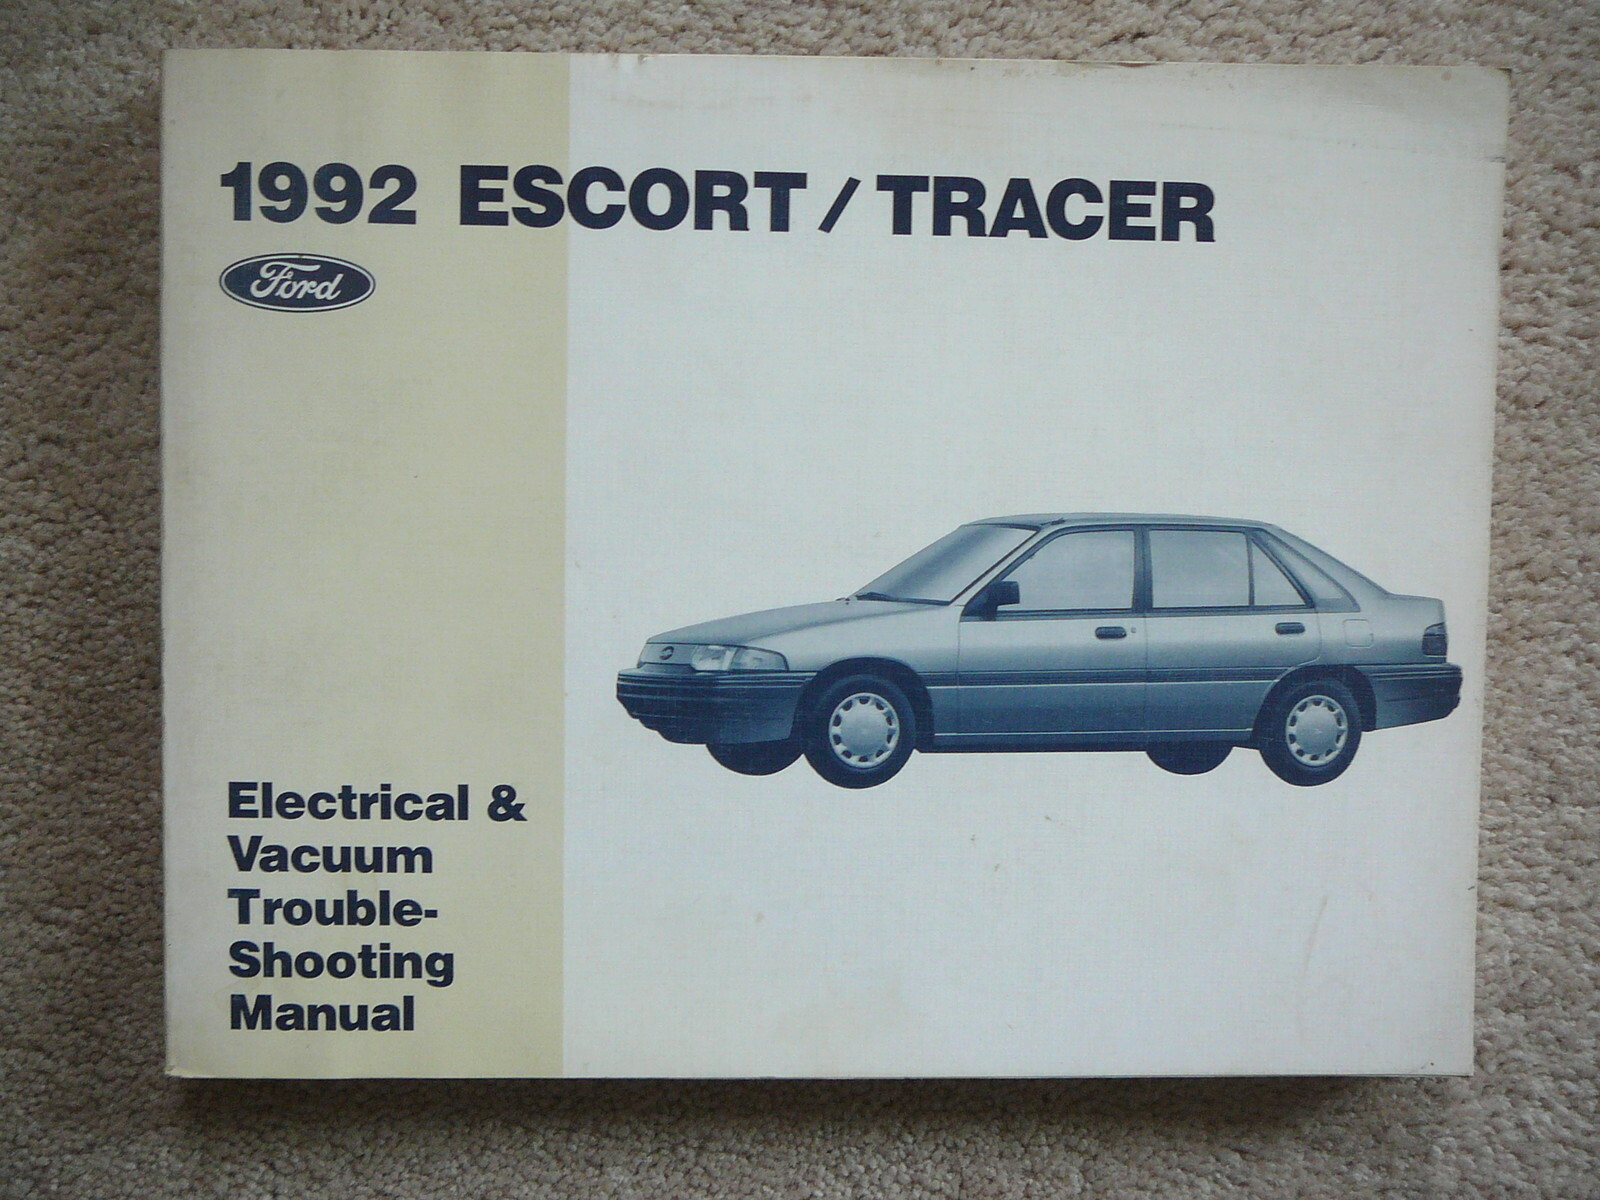 1992 ESCORT / TRACER
Ford
Electrical &
Vacuum
Trouble-
Shooting
Manual